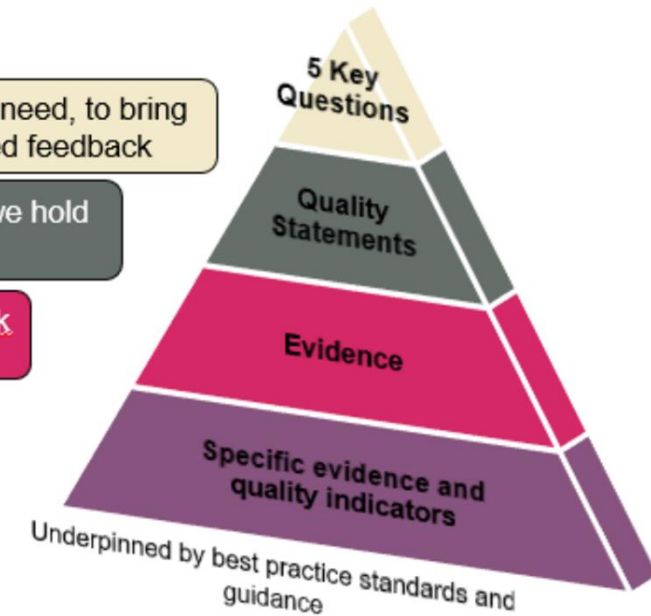 need, to bring
ed feedback
we hold
k
5 Key
Questions
Quality
Statements
Evidence
Specific evidence and
quality indicators
Underpinned by best practice standards and
guidance